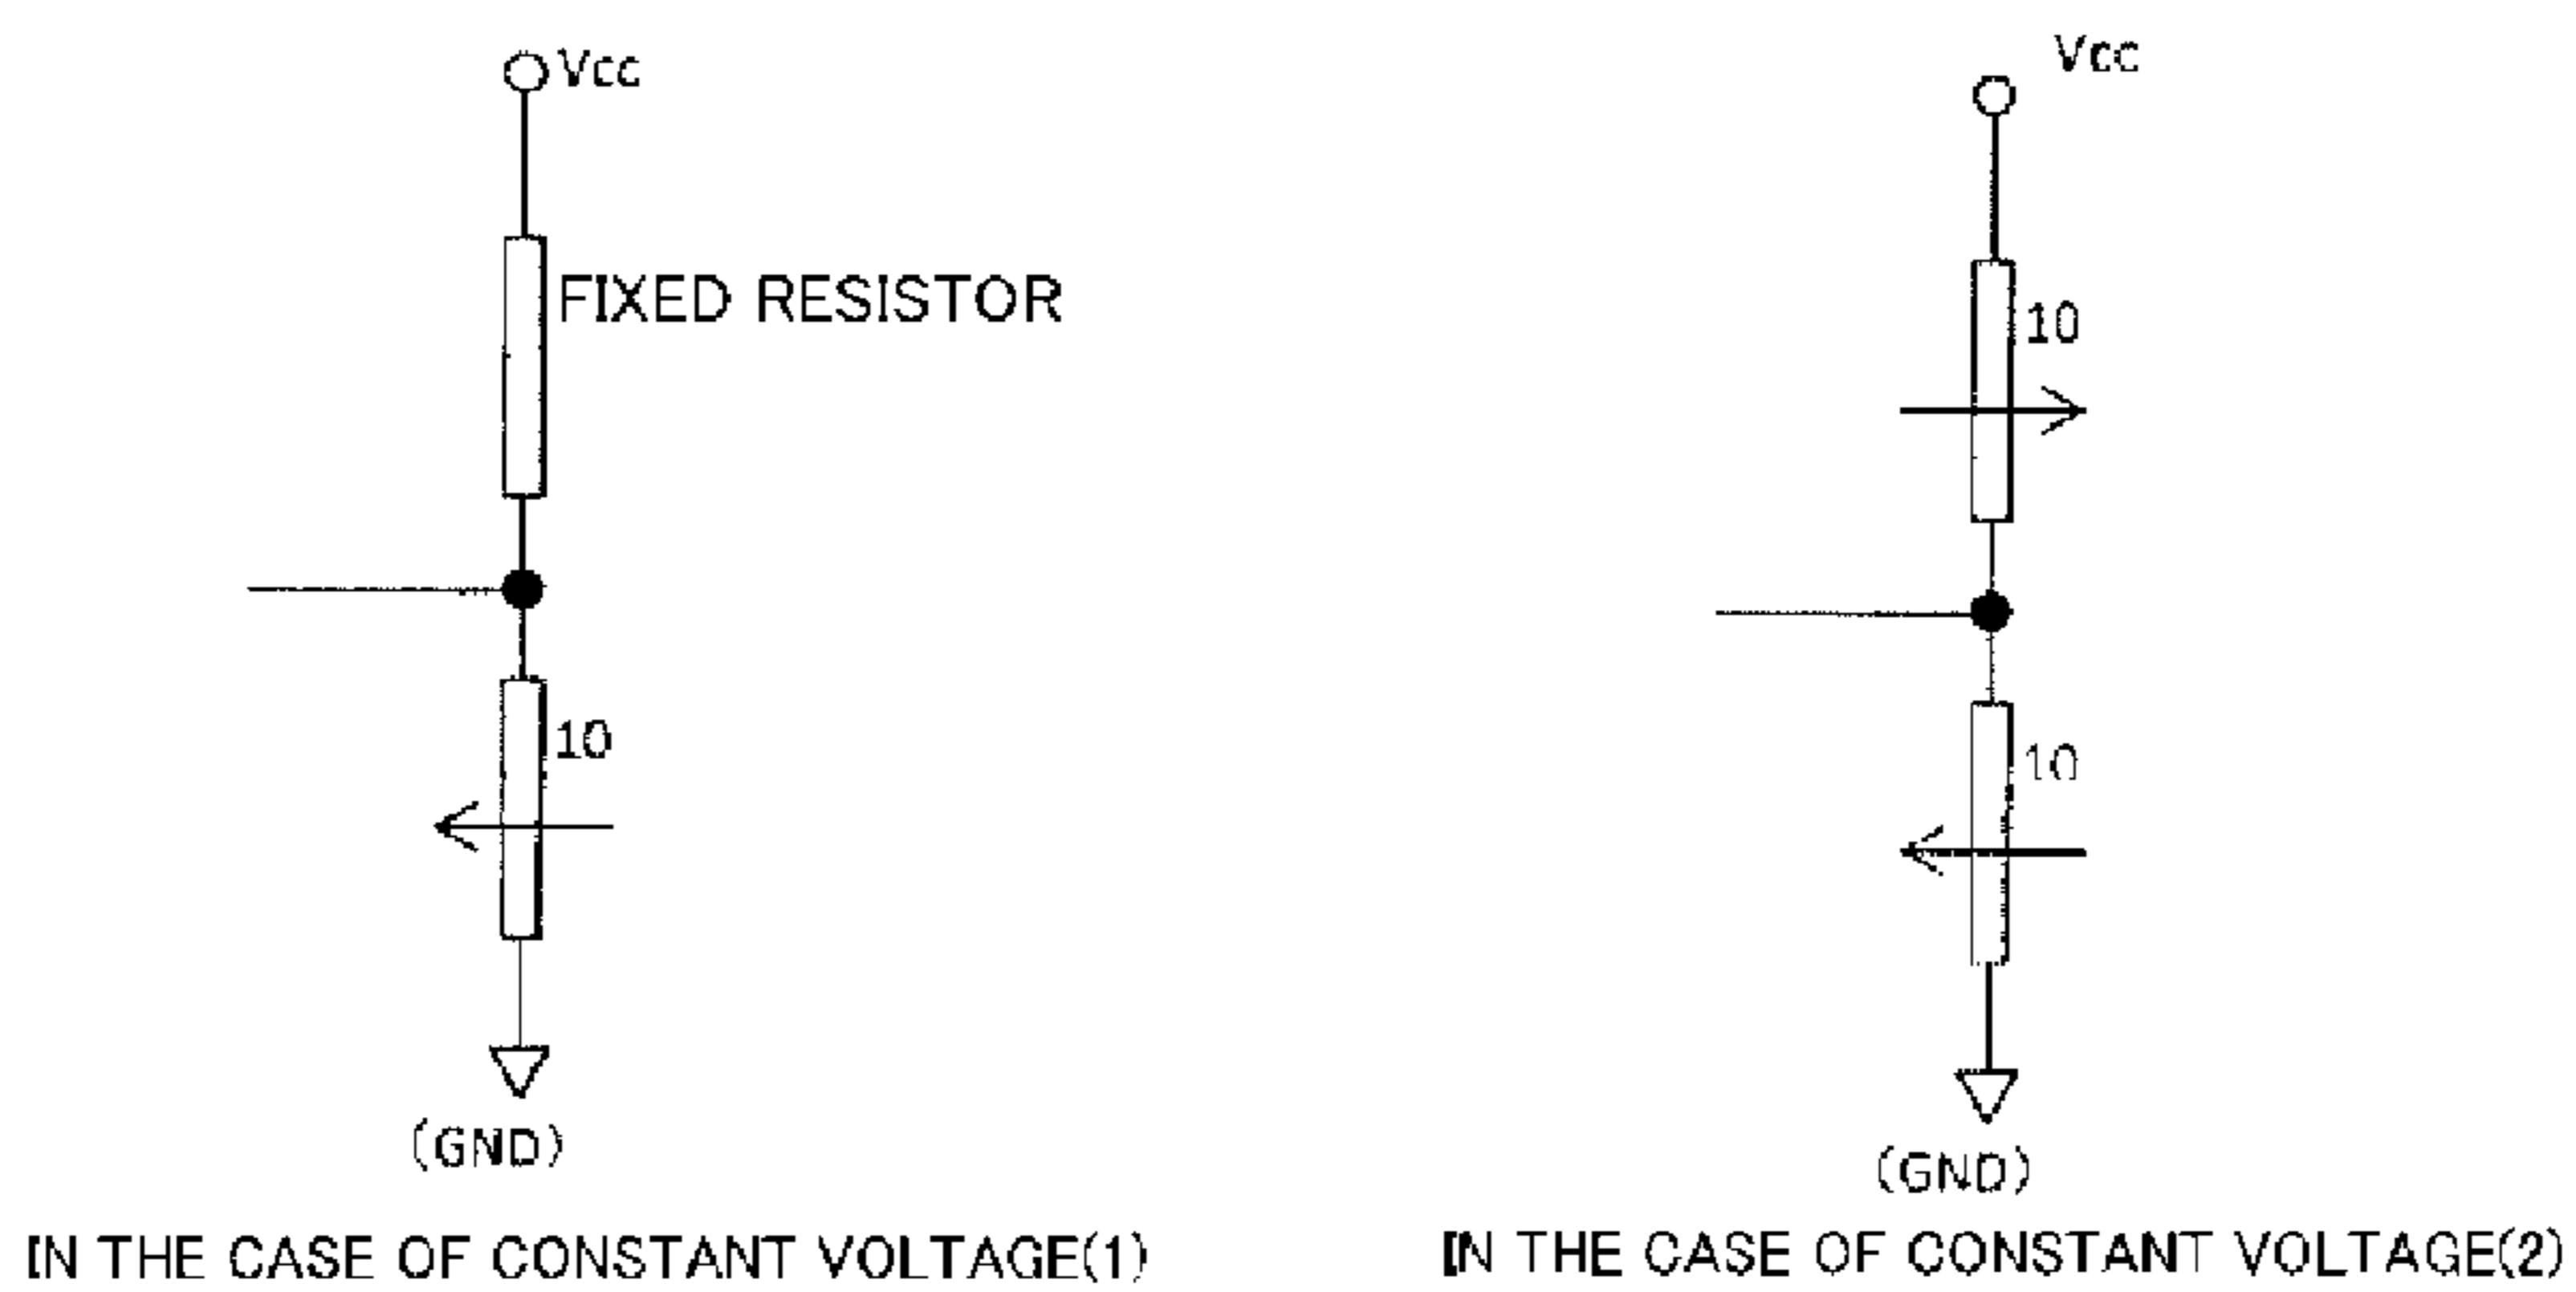 Vcc
FIXED RESISTOR
10
(GND)
IN THE CASE OF CONSTANT VOLTAGE(1)
Vcc
10
10
(GND)
IN THE CASE OF CONSTANT VOLTAGE(2)